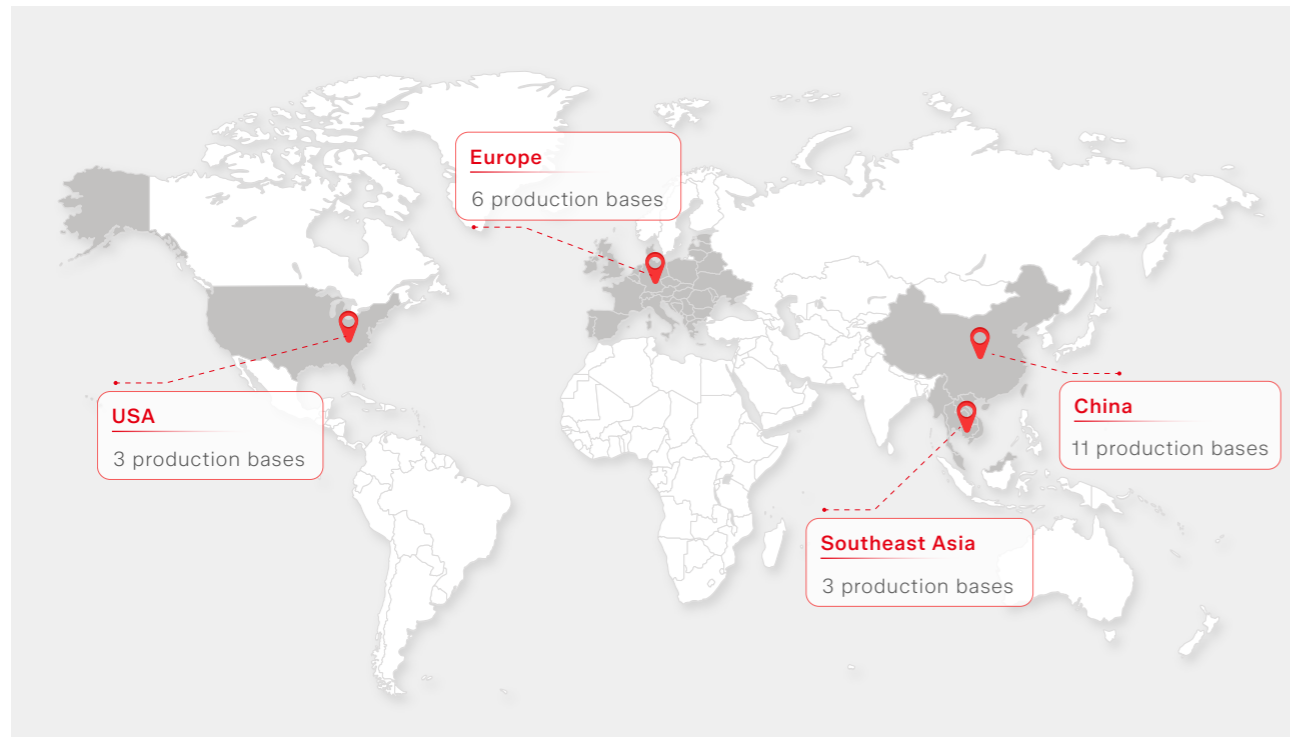 Europe
6 production bases
USA
3 production bases
China
11 production bases
Southeast Asia
3 production bases